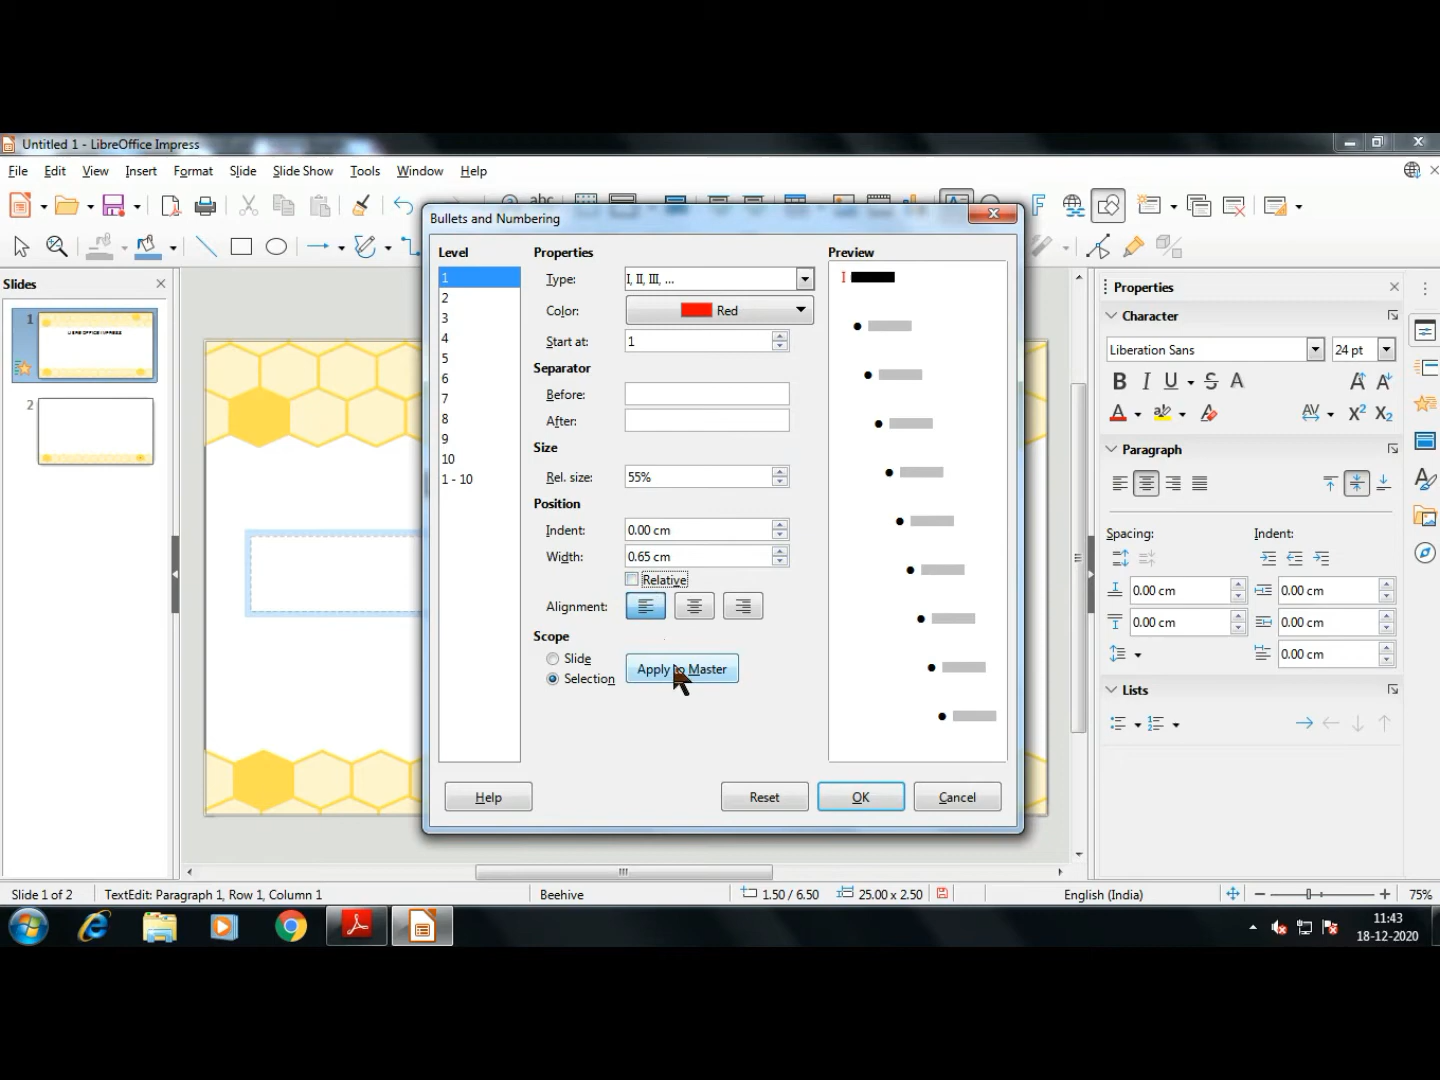 Untitled 1 - LibreOffice Impress
File Edit View Insert Format Slide Slide Show Tools Window Help
Bullets and Numbering
Slides
1
LIBRE OFFICE IMPRESS
2
Level
1
2
3
4
5
6
7
8
9
10
1 - 10
Properties
Type: I, II, III, ...
Color: Red
Start at: 1
Separator
Before:
After:
Size
Rel. size: 55%
Position
Indent: 0.00 cm
Width: 0.65 cm
Relative
Alignment:
Scope
Slide
Selection
Apply to Master
Preview
I
Help Reset OK Cancel
Properties
Character
Liberation Sans 24 pt
Paragraph
Spacing: Indent:
0.00 cm 0.00 cm
0.00 cm 0.00 cm
0.00 cm
Lists
Slide 1 of 2 TextEdit: Paragraph 1, Row 1, Column 1 Beehive 1.50 / 6.50 25.00 x 2.50 English (India) 75%
11:43
18-12-2020